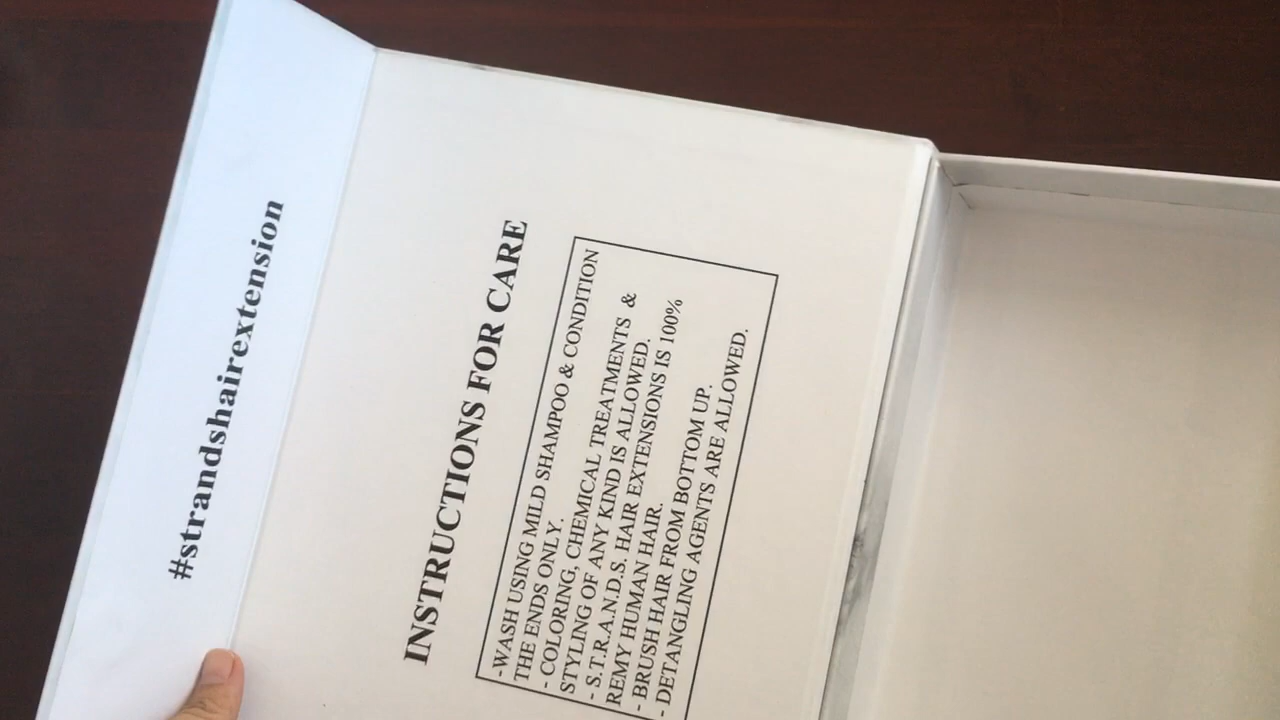 #strandshairextension
INSTRUCTIONS FOR CARE
-WASH USING MILD SHAMPOO & CONDITION
THE ENDS ONLY.
- COLORING, CHEMICAL TREATMENTS &
STYLING OF ANY KIND IS ALLOWED.
- S.T.R.A.N.D.S. HAIR EXTENSIONS IS 100%
REMY HUMAN HAIR.
- BRUSH HAIR FROM BOTTOM UP.
- DETANGLING AGENTS ARE ALLOWED.